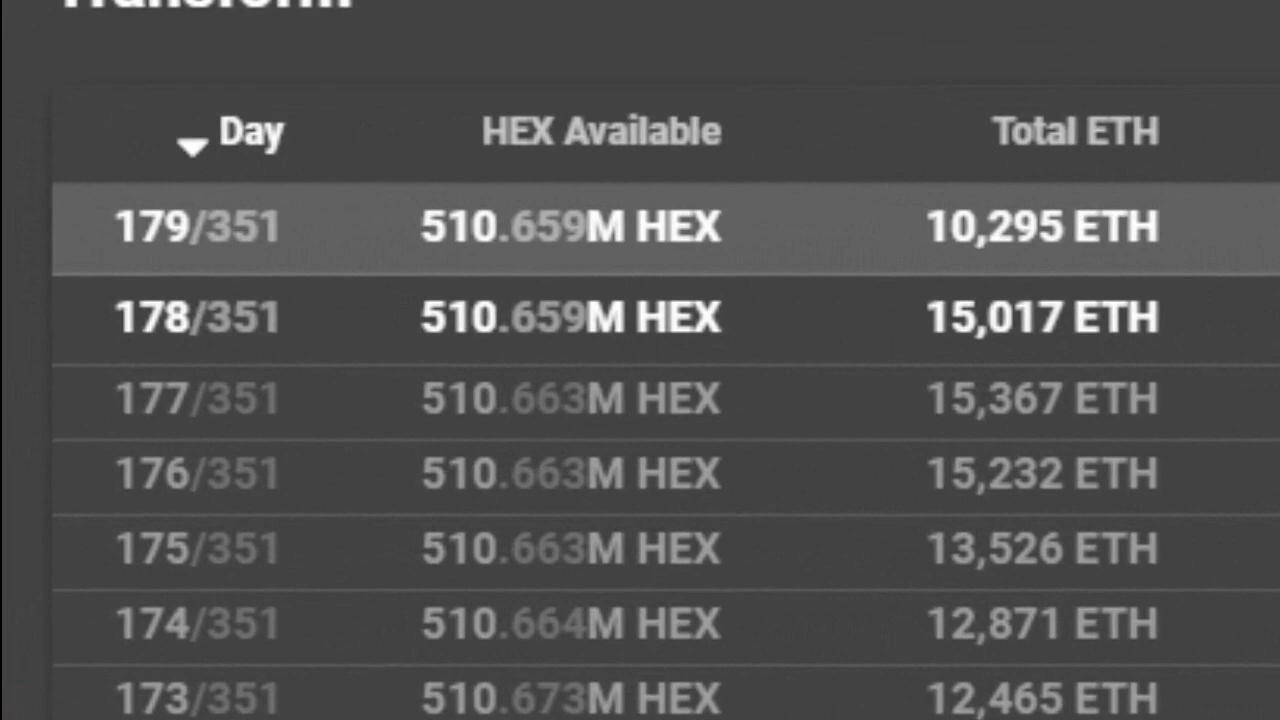 Transform
Day HEX Available Total ETH
179/351 510.659M HEX 10,295 ETH
178/351 510.659M HEX 15,017 ETH
177/351 510.663M HEX 15,367 ETH
176/351 510.663M HEX 15,232 ETH
175/351 510.663M HEX 13,526 ETH
174/351 510.664M HEX 12,871 ETH
173/351 510.673M HEX 12,465 ETH